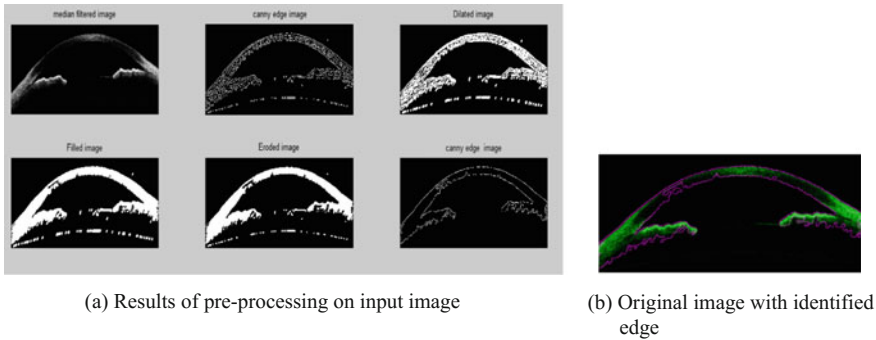 median filtered image
canny edge image
Dilated image
Filled image
Eroded image
canny edge image
(a) Results of pre-processing on input image
(b) Original image with identified
edge